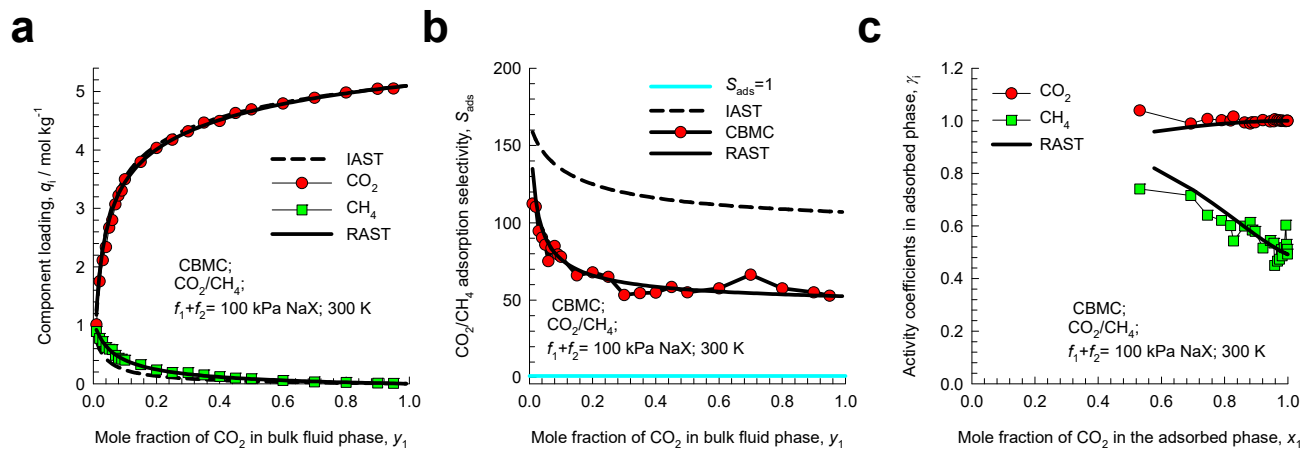 a
Component loading, qᵢ / mol kg⁻¹
5
4
3
2
1
0
IAST
CO₂
CH₄
RAST
CBMC;
CO₂/CH₄;
f₁+f₂= 100 kPa NaX; 300 K
0.0 0.2 0.4 0.6 0.8 1.0
Mole fraction of CO₂ in bulk fluid phase, y₁
b
CO₂/CH₄ adsorption selectivity, Sₐds
200
150
100
50
0
Sₐds=1
IAST
CBMC
RAST
CBMC;
CO₂/CH₄;
f₁+f₂= 100 kPa NaX; 300 K
0.0 0.2 0.4 0.6 0.8 1.0
Mole fraction of CO₂ in bulk fluid phase, y₁
c
Activity coefficients in adsorbed phase, γᵢ
1.2
1.0
0.8
0.6
0.4
0.2
0.0
CO₂
CH₄
RAST
CBMC;
CO₂/CH₄;
f₁+f₂= 100 kPa NaX; 300 K
0.0 0.2 0.4 0.6 0.8 1.0
Mole fraction of CO₂ in the adsorbed phase, x₁